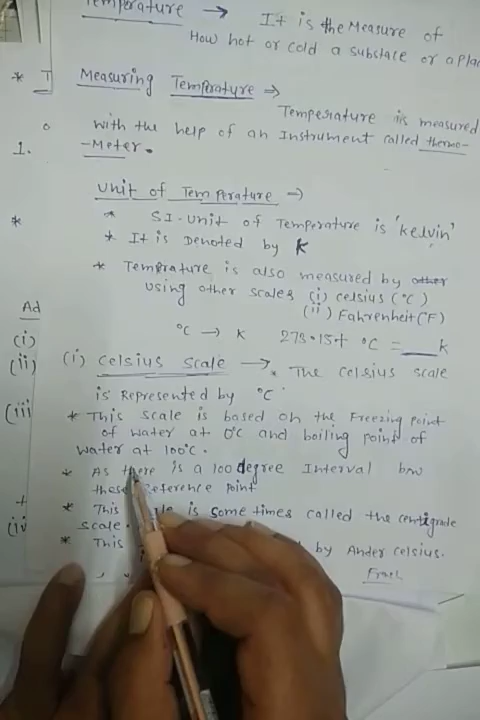 Temperature → It is the Measure of
How hot or cold a substace or a pla
* I Measuring Temperature ⇒
Temperature is measured
o with the help of an Instrument called thermo-
1. -Meter.
Unit of Temperature →
* * SI-Unit of Temperature is 'kelvin'
* It is Denoted by K
* Temprature is also measured by other
using other scales (i) celsius (°C)
Ad (ii) Fahrenheit (°F)
°C → K 273.15+ °C = ___ K
(i)
(ii) (i) Celsius Scale → * The Celsius scale
is Represented by °C
(iii * This scale is based on the Freezing point
of water at 0°C and boiling point of
water at 100°C.
* As there is a 100 degree Interval b/w
these reference point
+ * This is some times called the centigrade
(iv scale.
* This by Ander celsius.